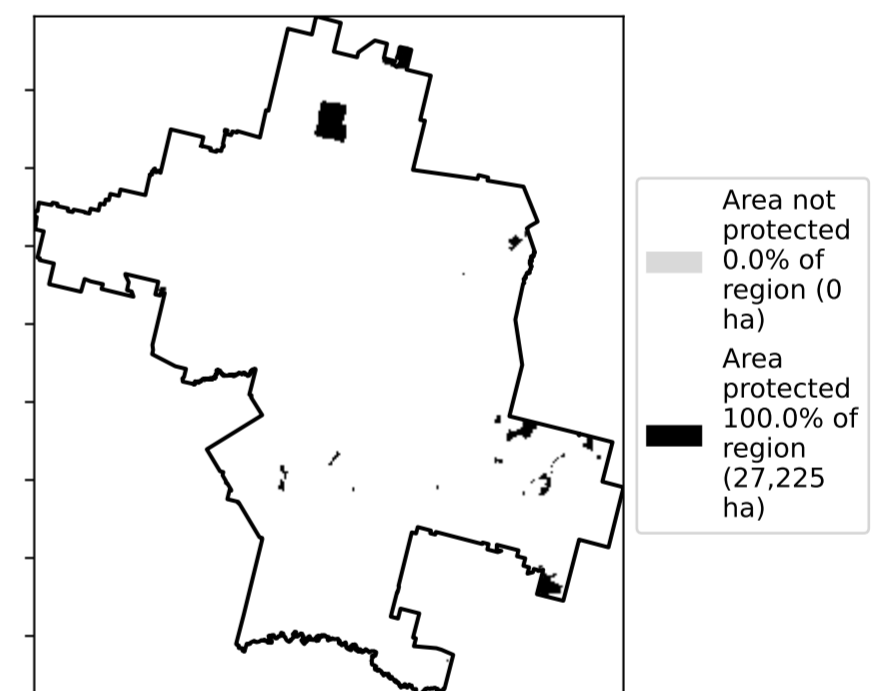 Area not
protected
0.0% of
region (0
ha)
Area
protected
100.0% of
region
(27,225
ha)